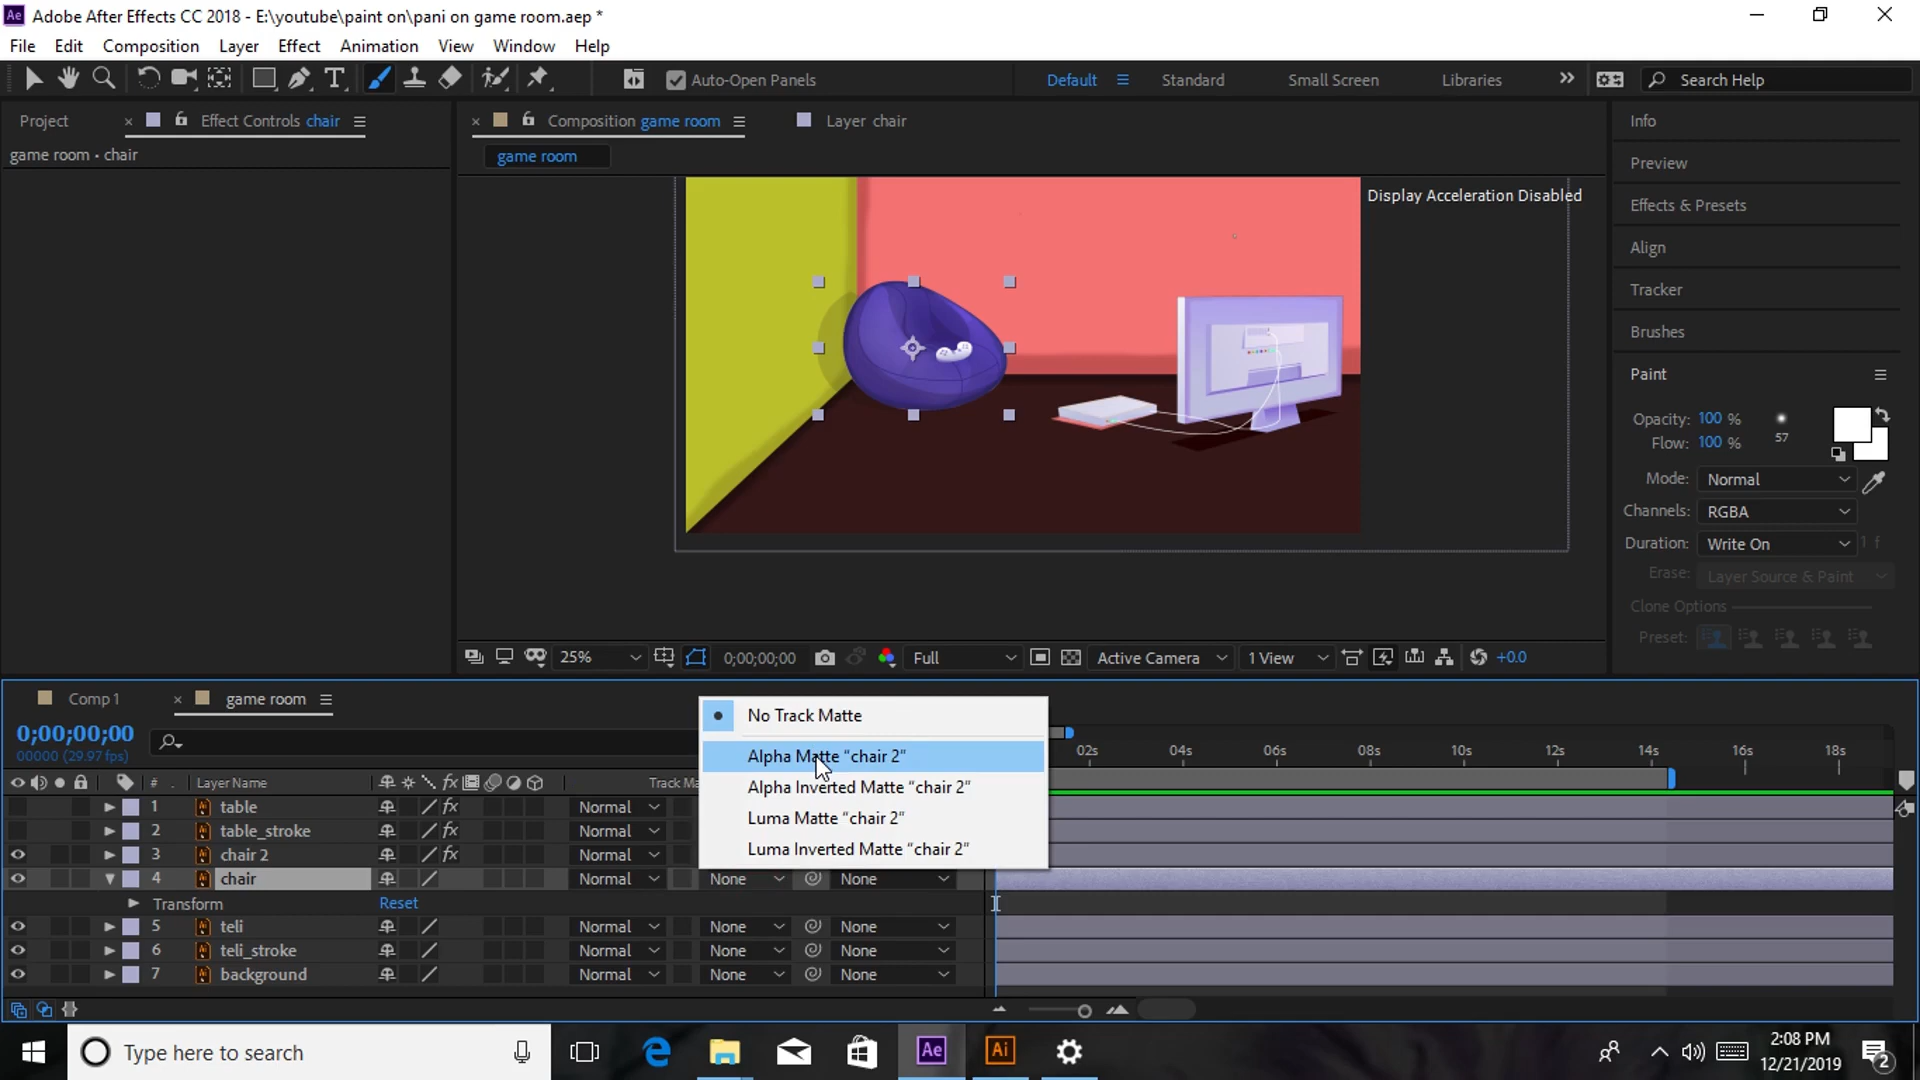 Ae Adobe After Effects CC 2018 - E:\youtube\paint on\pani on game room.aep *
File Edit Composition Layer Effect Animation View Window Help
Auto-Open Panels Default Standard Small Screen Libraries Search Help
Project Effect Controls chair Composition game room Layer chair Info
game room • chair
game room
Preview
Display Acceleration Disabled
Effects & Presets
Align
Tracker
Brushes
Paint
Opacity: 100 %
Flow: 100 %
57
Mode: Normal
Channels: RGBA
Duration: Write On 1 f
Erase: Layer Source & Paint
Clone Options
Preset:
25% 0;00;00;00 Full Active Camera 1 View +0.0
Comp 1 game room
0;00;00;00
00000 (29.97 fps)
No Track Matte
Alpha Matte “chair 2”
Alpha Inverted Matte “chair 2”
Luma Matte “chair 2”
Luma Inverted Matte “chair 2”
02s 04s 06s 08s 10s 12s 14s 16s 18s
# . Layer Name fx Track Ma
1 table fx Normal
2 table_stroke fx Normal
3 chair 2 fx Normal
4 chair Normal None None
Transform Reset
5 teli Normal None None
6 teli_stroke Normal None None
7 background Normal None None
Type here to search Ae Ai 2:08 PM
12/21/2019 2